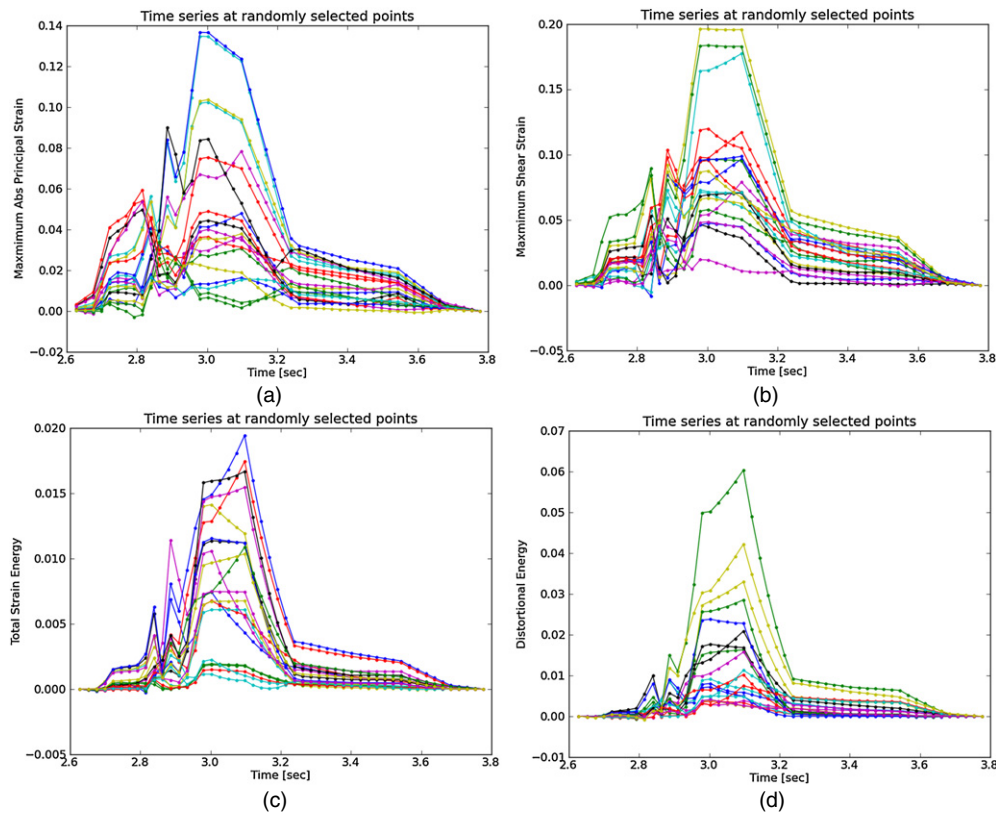 Time series at randomly selected points
Maxmimum Abs Principal Strain
0.14
0.12
0.10
0.08
0.06
0.04
0.02
0.00
−0.02
2.6 2.8 3.0 3.2 3.4 3.6 3.8
Time [sec]
(a)
Time series at randomly selected points
Maxmimum Shear Strain
0.20
0.15
0.10
0.05
0.00
−0.05
2.6 2.8 3.0 3.2 3.4 3.6 3.8
Time [sec]
(b)
Time series at randomly selected points
Total Strain Energy
0.020
0.015
0.010
0.005
0.000
−0.005
2.6 2.8 3.0 3.2 3.4 3.6 3.8
Time [sec]
(c)
Time series at randomly selected points
Distortional Energy
0.07
0.06
0.05
0.04
0.03
0.02
0.01
0.00
−0.01
2.6 2.8 3.0 3.2 3.4 3.6 3.8
Time [sec]
(d)